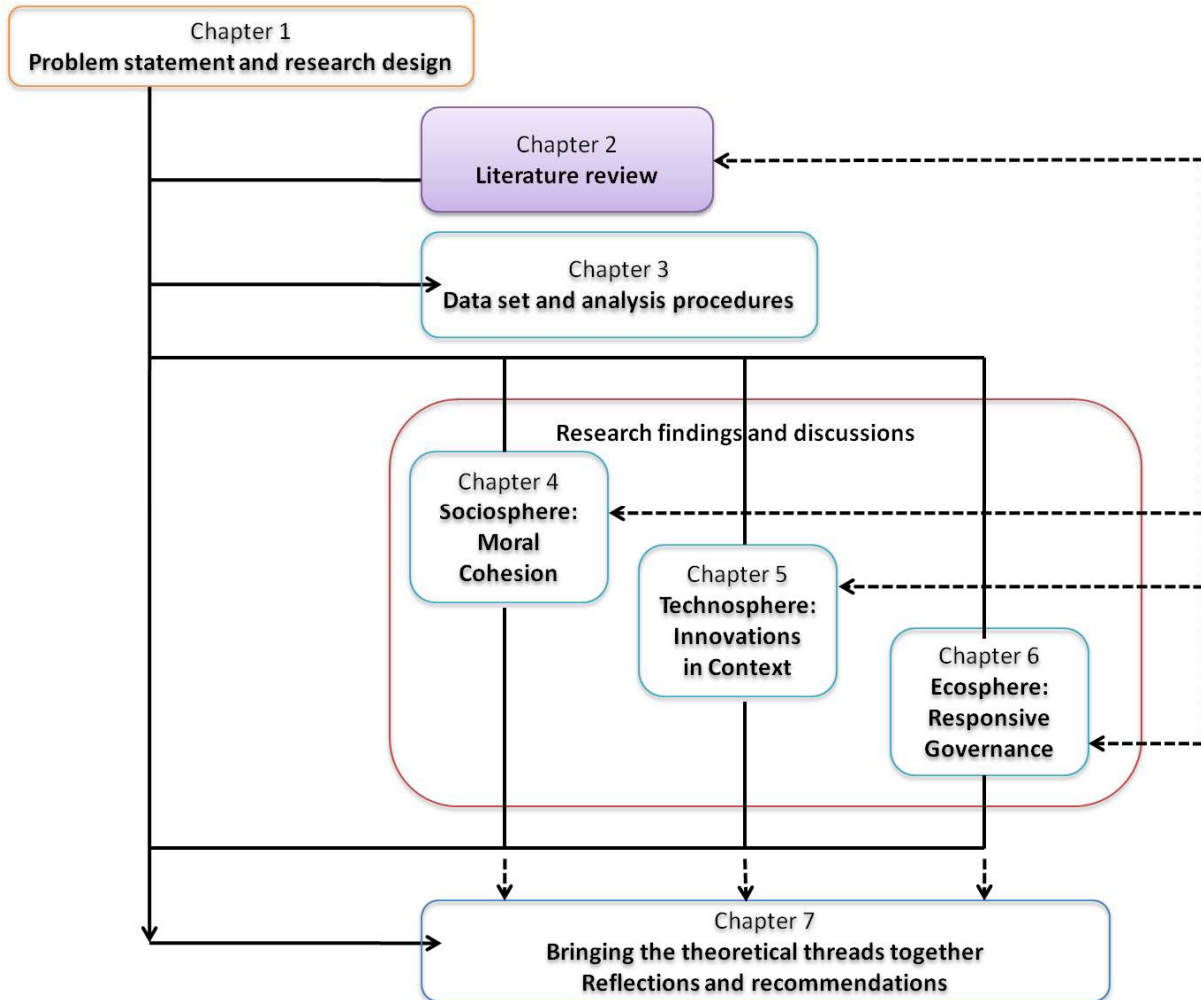 Chapter 1
Problem statement and research design
Chapter 2
Literature review
Chapter 3
Data set and analysis procedures
Research findings and discussions
Chapter 4
Sociosphere:
Moral
Cohesion
Chapter 5
Technosphere:
Innovations
in Context
Chapter 6
Ecosphere:
Responsive
Governance
Chapter 7
Bringing the theoretical threads together
Reflections and recommendations